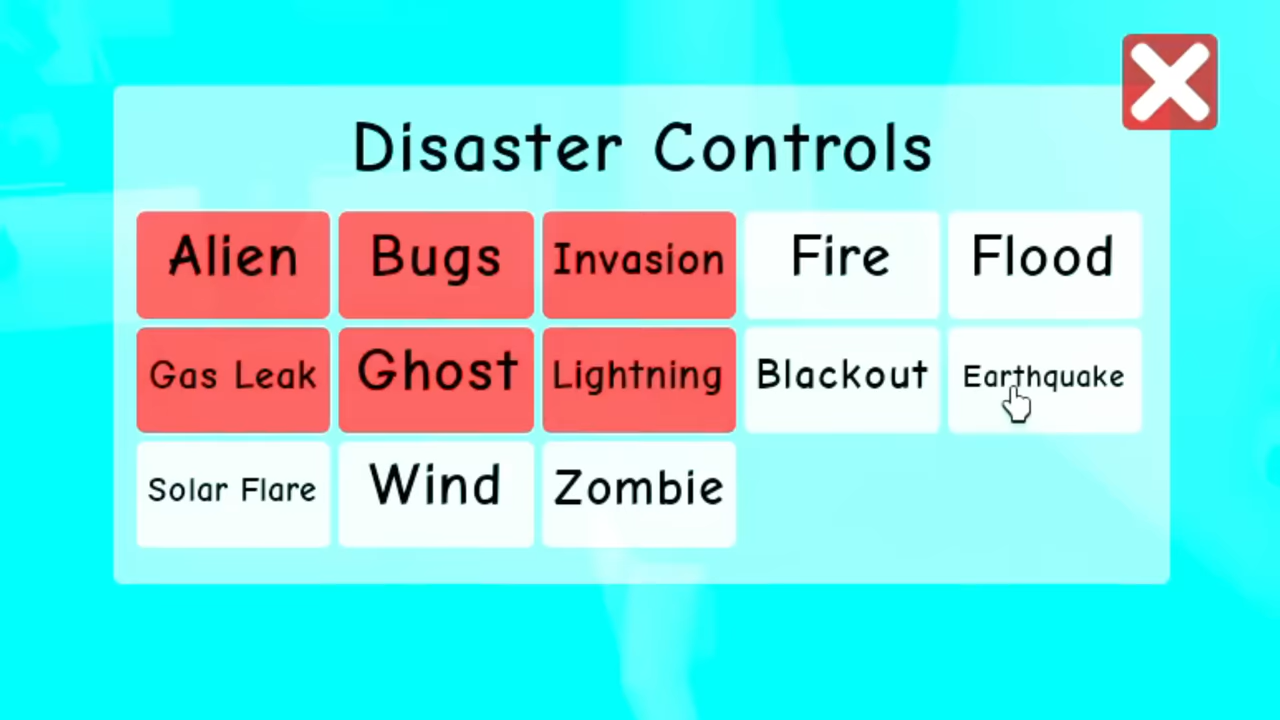 Disaster Controls
Alien Bugs Invasion Fire Flood
Gas Leak Ghost Lightning Blackout Earthquake
Solar Flare Wind Zombie